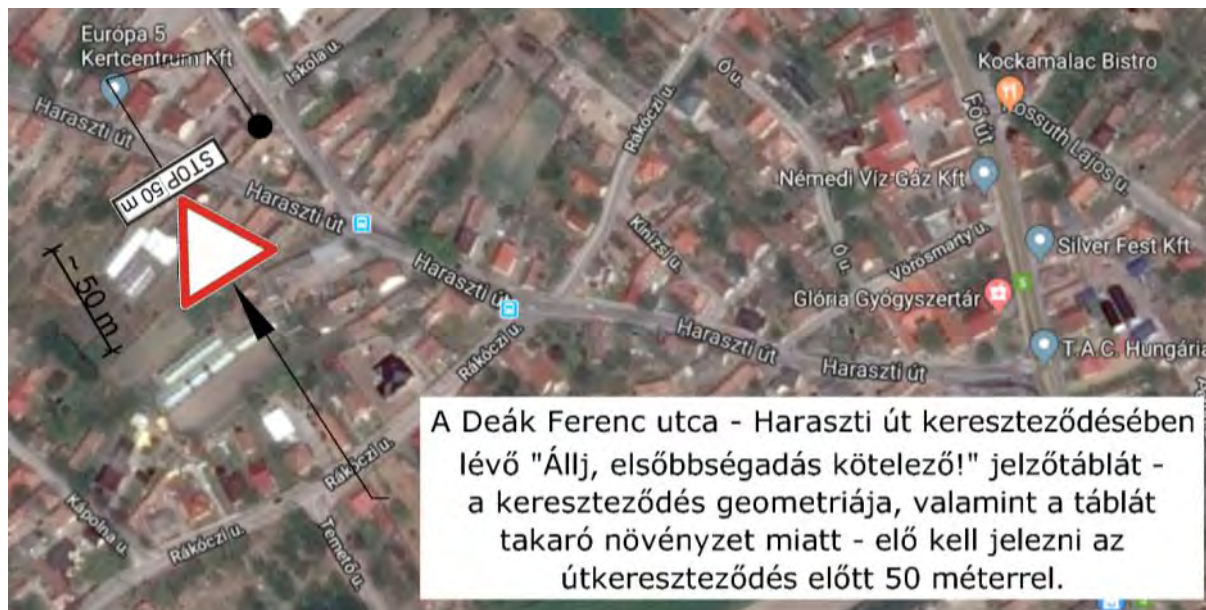 Európa 5
Kertcentrum Kft
Iskola u.
Haraszti út
STOP 50 m
~ 50 m
Haraszti út
Haraszti út
Rákóczi u.
Ó u.
Kinizsi u.
Ó u.
Fő út
Kockamalac Bistro
Kossuth Lajos u.
Némedi Víz-Gáz Kft
Vörösmarty u.
Silver Fest Kft
Glória Gyógyszertár
T.A.C. Hungária
Haraszti út
Haraszti út
Rákóczi u.
Rákóczi u.
Rákóczi u.
Kápolna u.
Temető u.
A Deák Ferenc utca - Haraszti út kereszteződésében
lévő "Állj, elsőbbségadás kötelező!" jelzőtáblát -
a kereszteződés geometriája, valamint a táblát
takaró növényzet miatt - elő kell jelezni az
útkereszteződés előtt 50 méterrel.